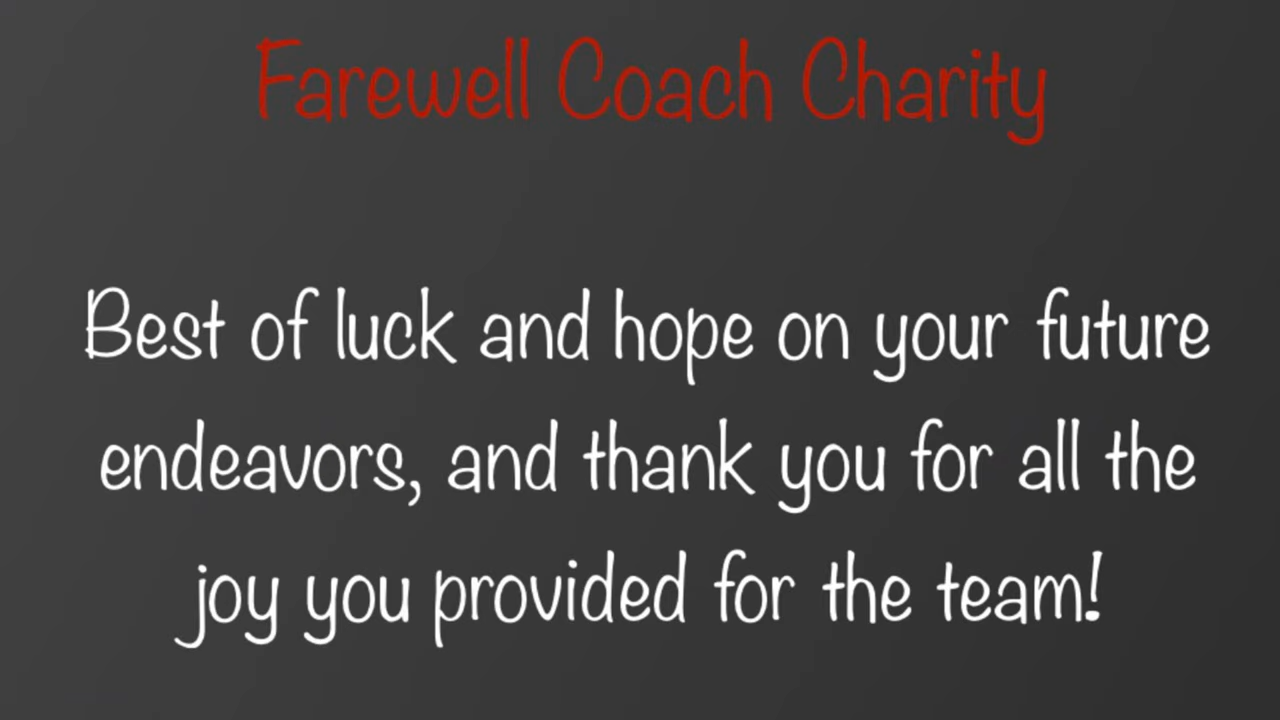 Farewell Coach Charity
Best of luck and hope on your future
endeavors, and thank you for all the
joy you provided for the team!